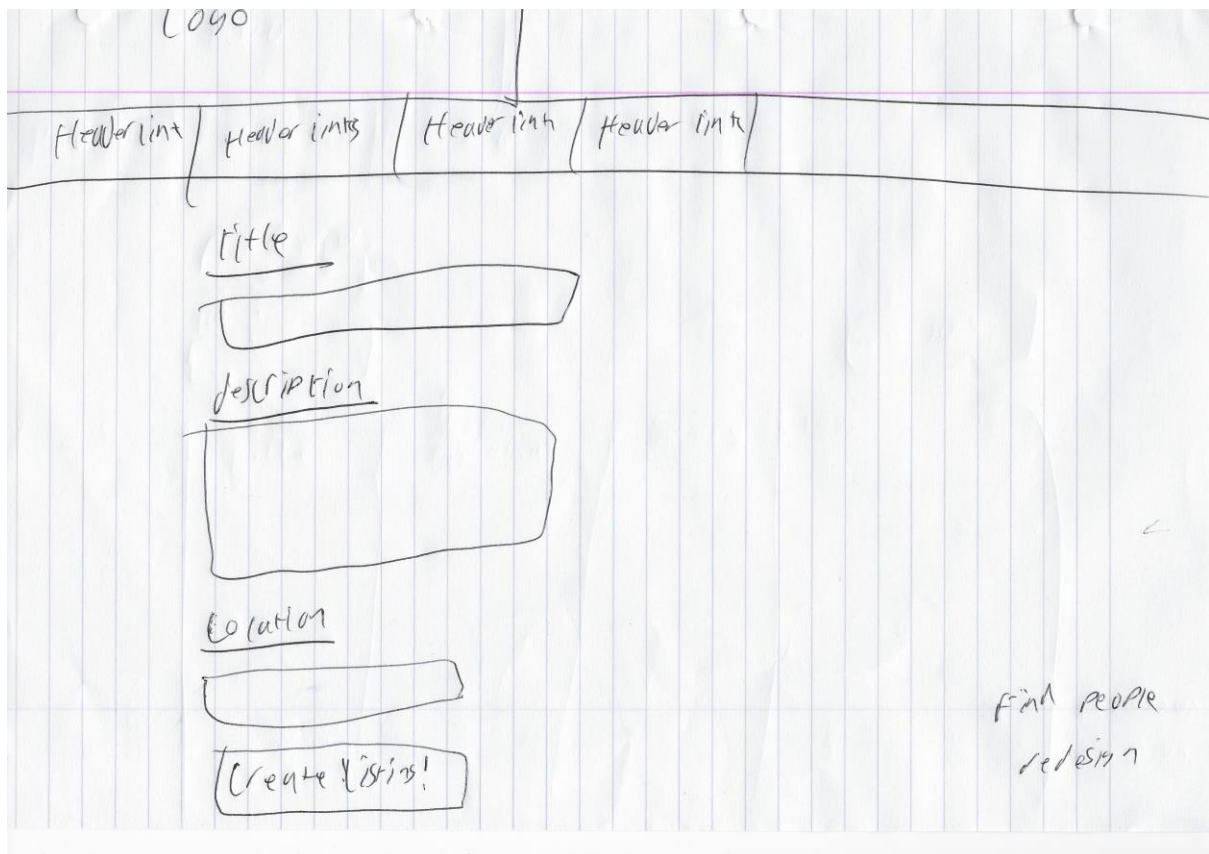 Logo
Header link Header links Header link Header link
title
description
Location
Create Listing!
Find people
redesign